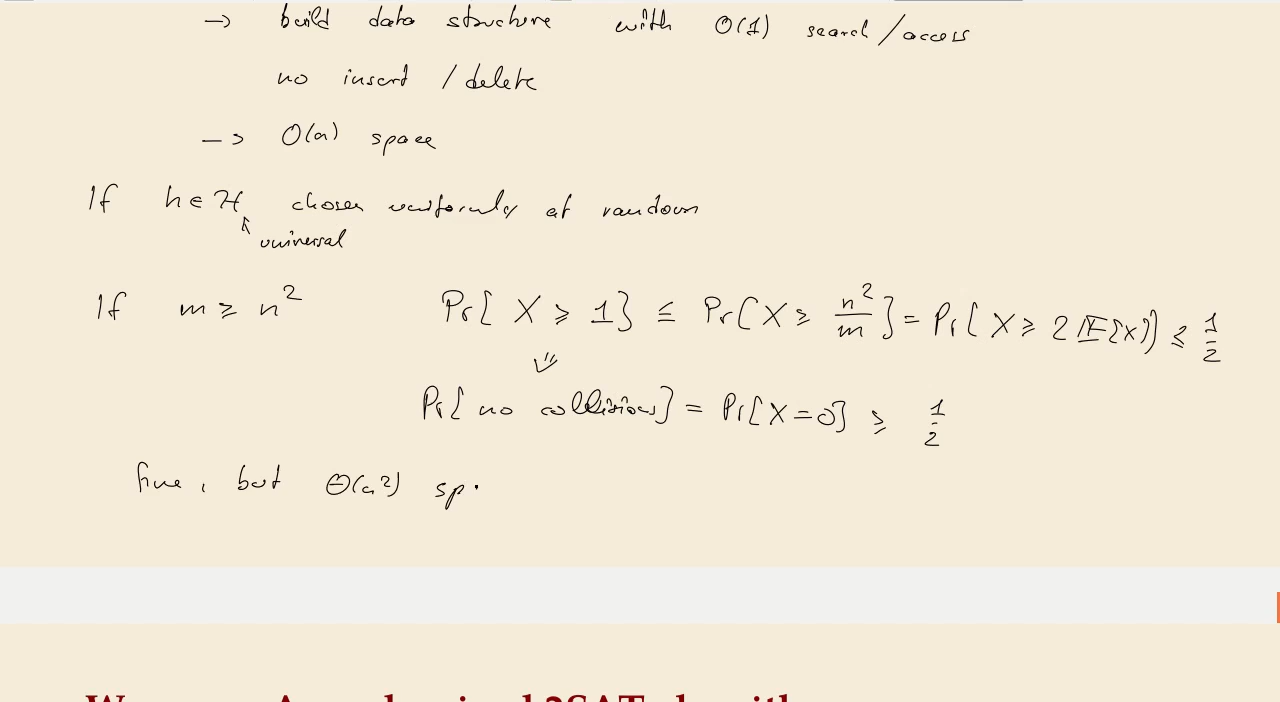 → build data structure with O(1) search/access
no insert / delete
→ O(n) space
If h ∈ ℋ chosen uniformly at random
↑ universal
If m ≥ n² Pr[ X ≥ 1] ≤ Pr[X ≥ n²/m] = Pr[ X ≥ 2 𝔼[X]] ≤ 1/2
⇓
Pr[ no collisions] = Pr[X = 0] ≥ 1/2
fine, but Θ(n²) sp